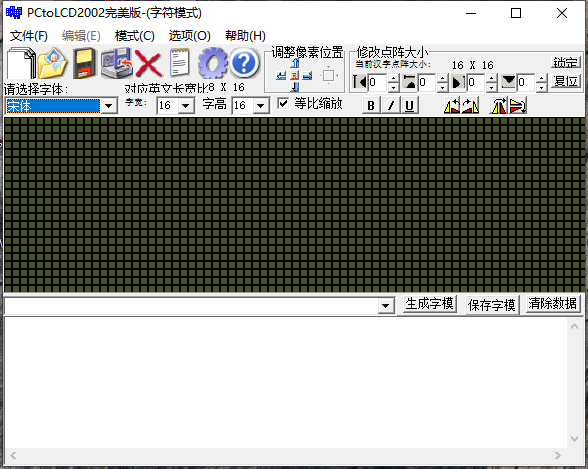 PCtoLCD2002完美版-(字符模式)
文件(F) 编辑(E) 模式(C) 选项(O) 帮助(H)
调整像素位置 修改点阵大小
当前汉字点阵大小: 16 X 16 锁定
0 0 0 0 复位
请选择字体: 对应英文长宽比8 X 16
宋体 字宽: 16 字高 16 等比缩放 B I U
生成字模 保存字模 清除数据